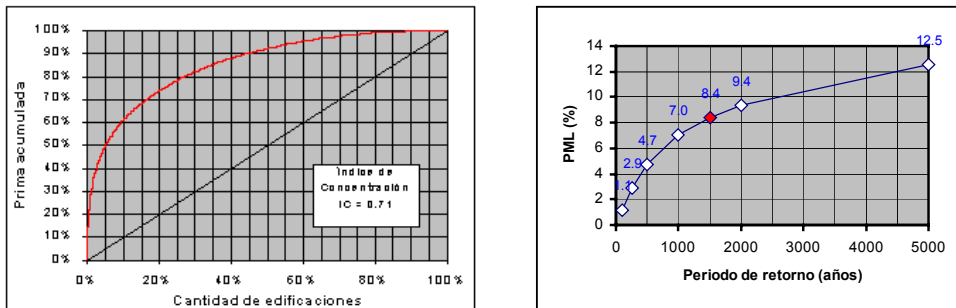 100%
90%
80%
70%
60%
50%
40%
30%
20%
10%
0%
Prima acumulada
Índice de
Concentración
IC = 0.71
0% 20% 40% 60% 80% 100%
Cantidad de edificaciones
14
12
10
8
6
4
2
0
PML (%)
1.1
2.9
4.7
7.0
8.4
9.4
12.5
0 1000 2000 3000 4000 5000
Periodo de retorno (años)